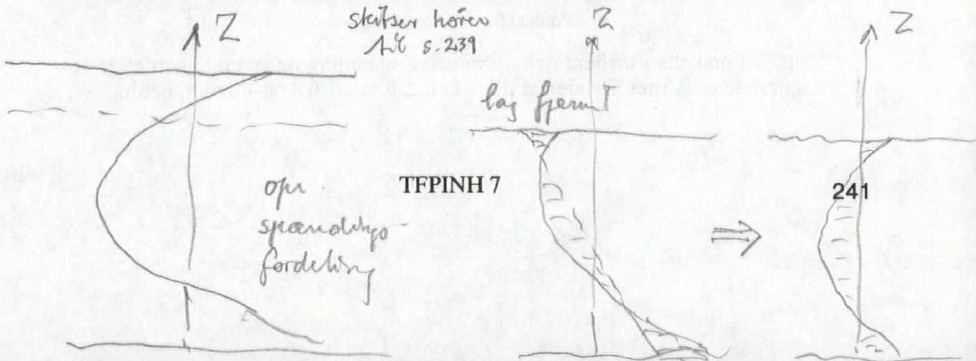 skitser hører
til s. 239
Z
Z
Z
lag fjernet
opr.
spændings-
fordeling
TFPINH 7
241